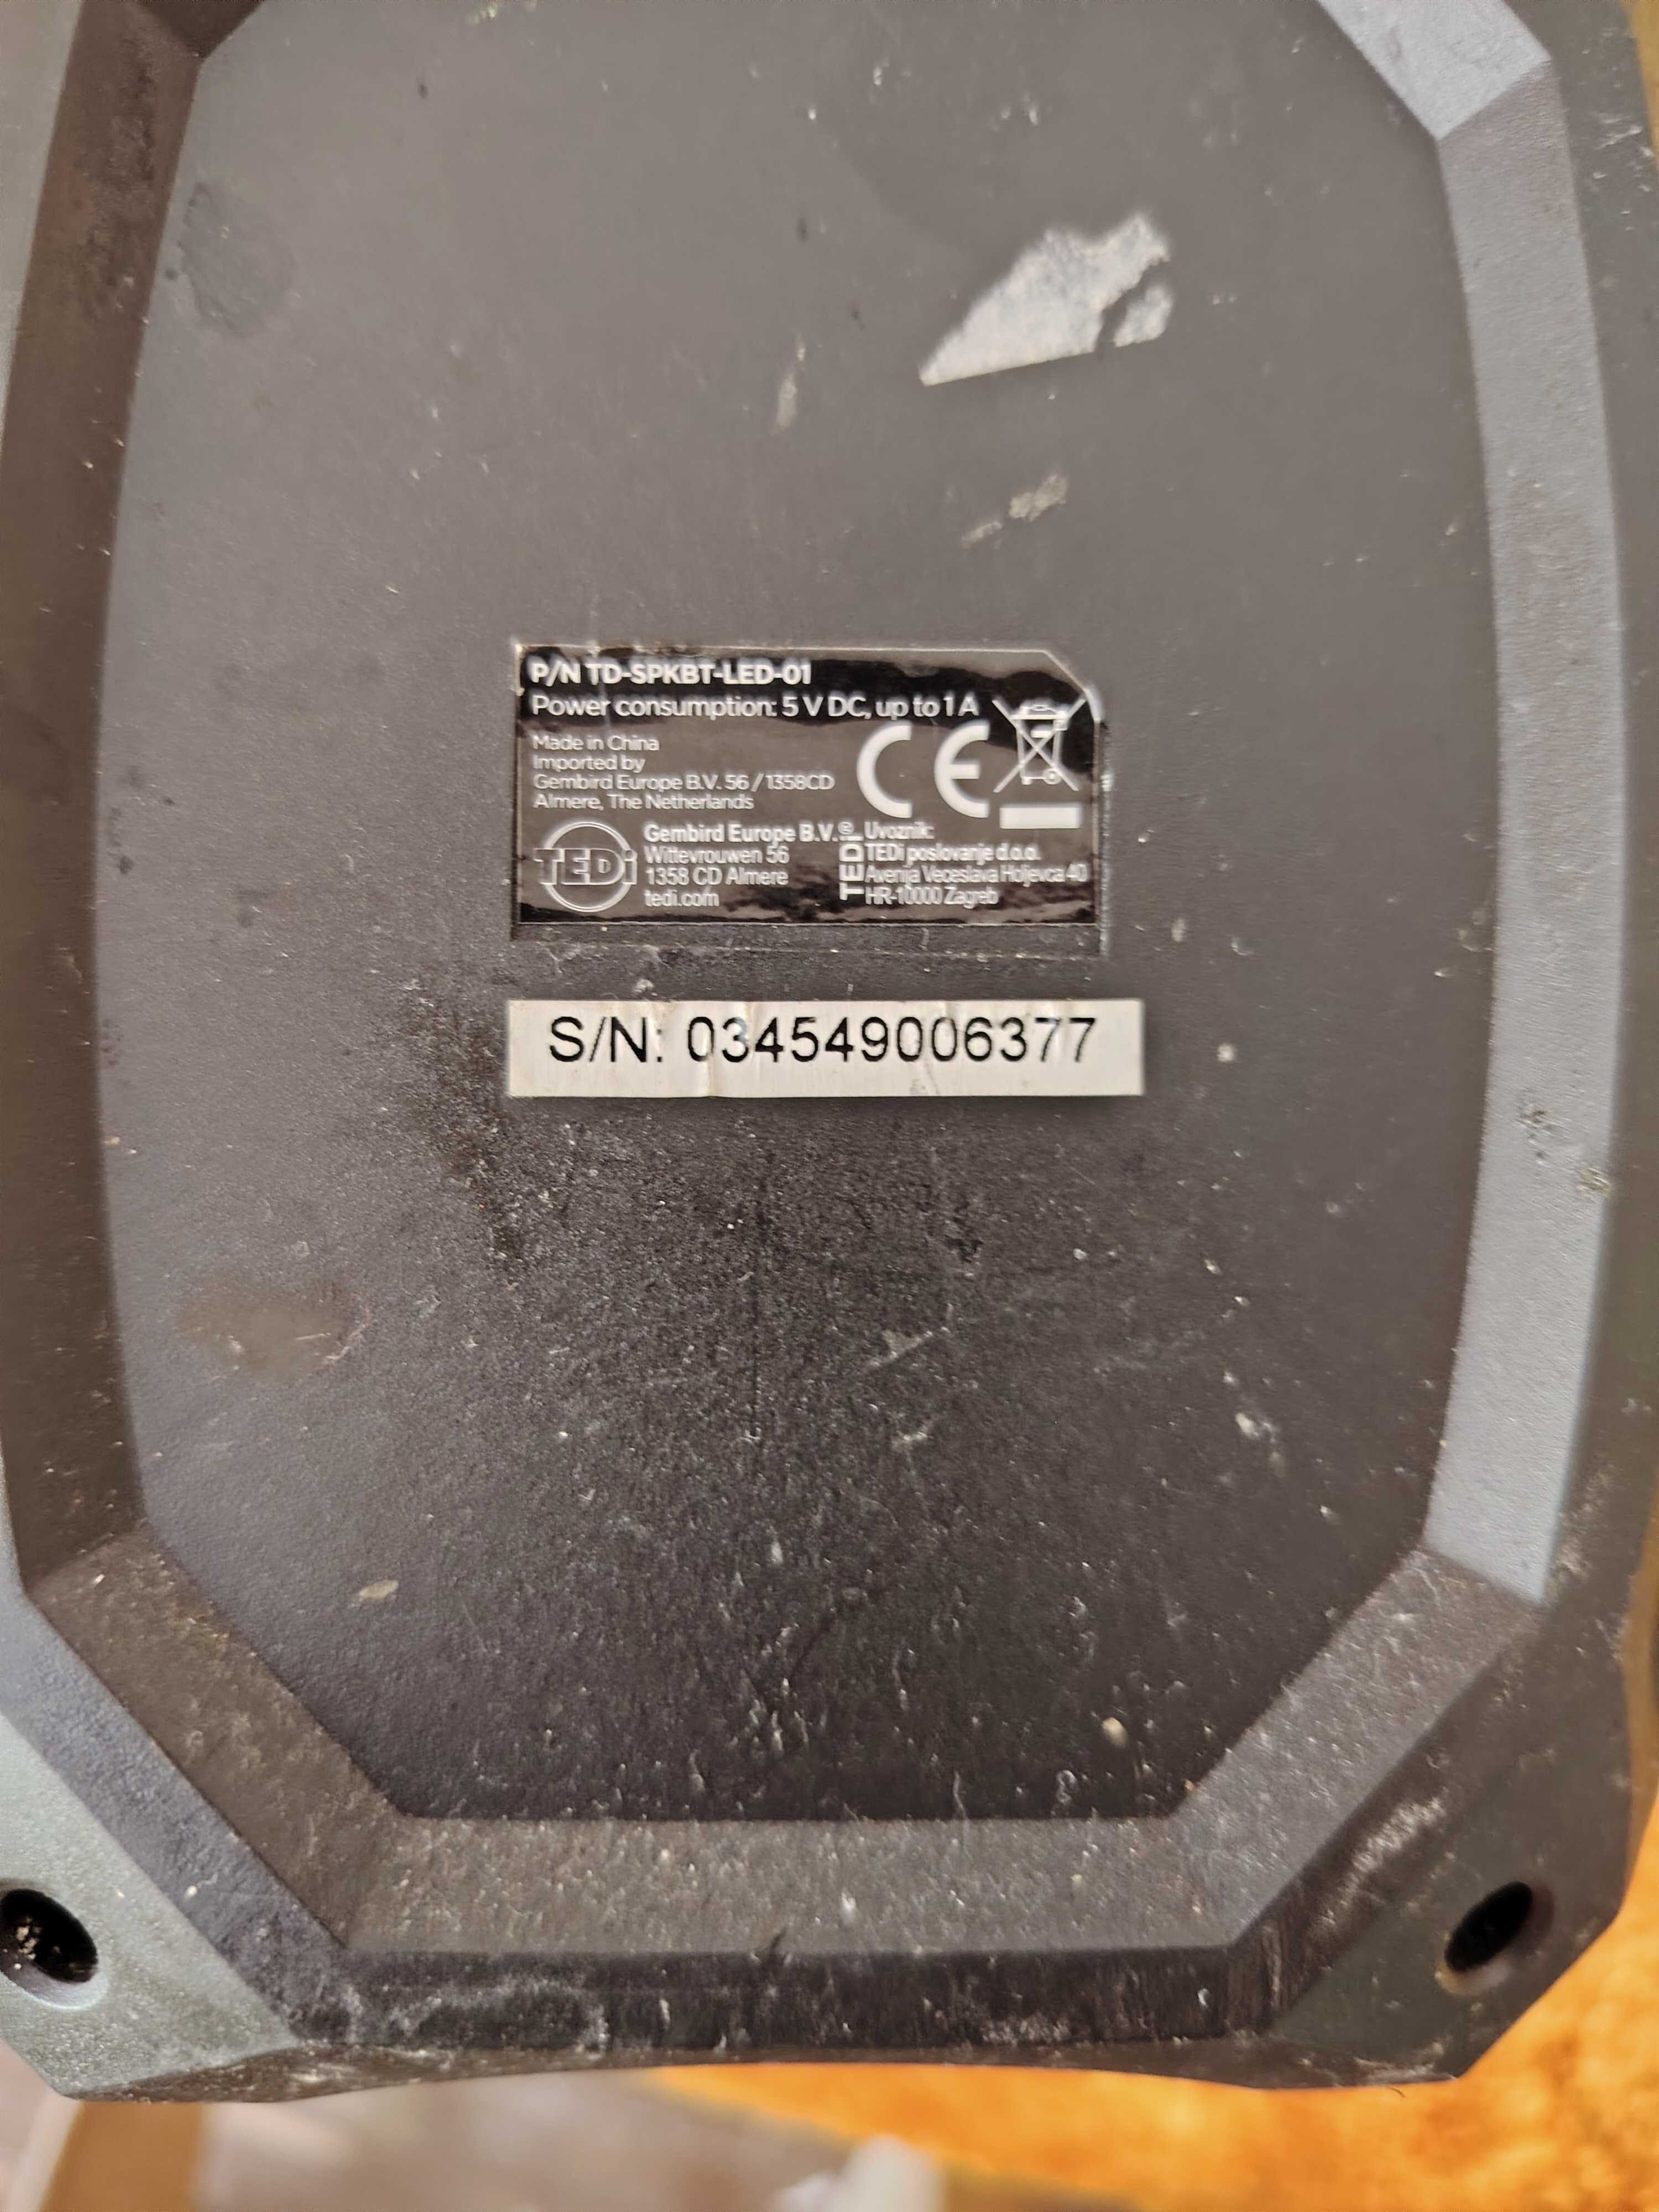 P/N TD-SPKBT-LED-01
Power consumption: 5 V DC, up to 1 A
Made in China
Imported by
Gembird Europe B.V. 56 / 1358CD
Almere, The Netherlands
CE
TEDi
Gembird Europe B.V.
Wittevrouwen 56
1358 CD Almere
tedi.com
TEDi®
Uvoznik:
TEDi poslovanje d.o.o.
Avenija Veceslava Holjevca 40
HR-10000 Zagreb
S/N: 034549006377